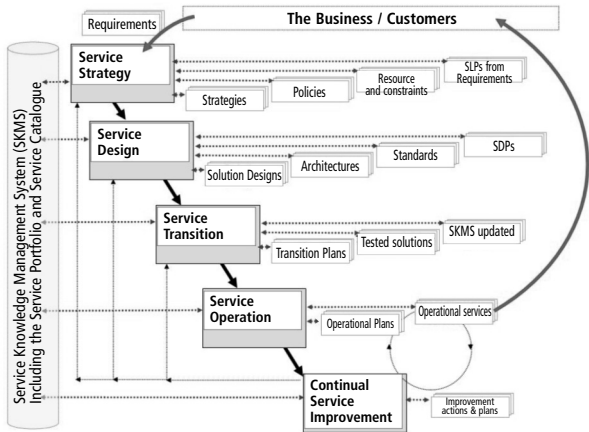 Requirements
The Business / Customers
Service
Strategy
SLPs from
Requirements
Resource
and constraints
Policies
Strategies
Service
Design
SDPs
Standards
Architectures
Solution Designs
Service
Transition
SKMS updated
Tested solutions
Transition Plans
Service
Operation
Operational services
Operational Plans
Continual
Service
Improvement
Improvement
actions & plans
Service Knowledge Management System (SKMS)
Including the Service Portfolio and Service Catalogue